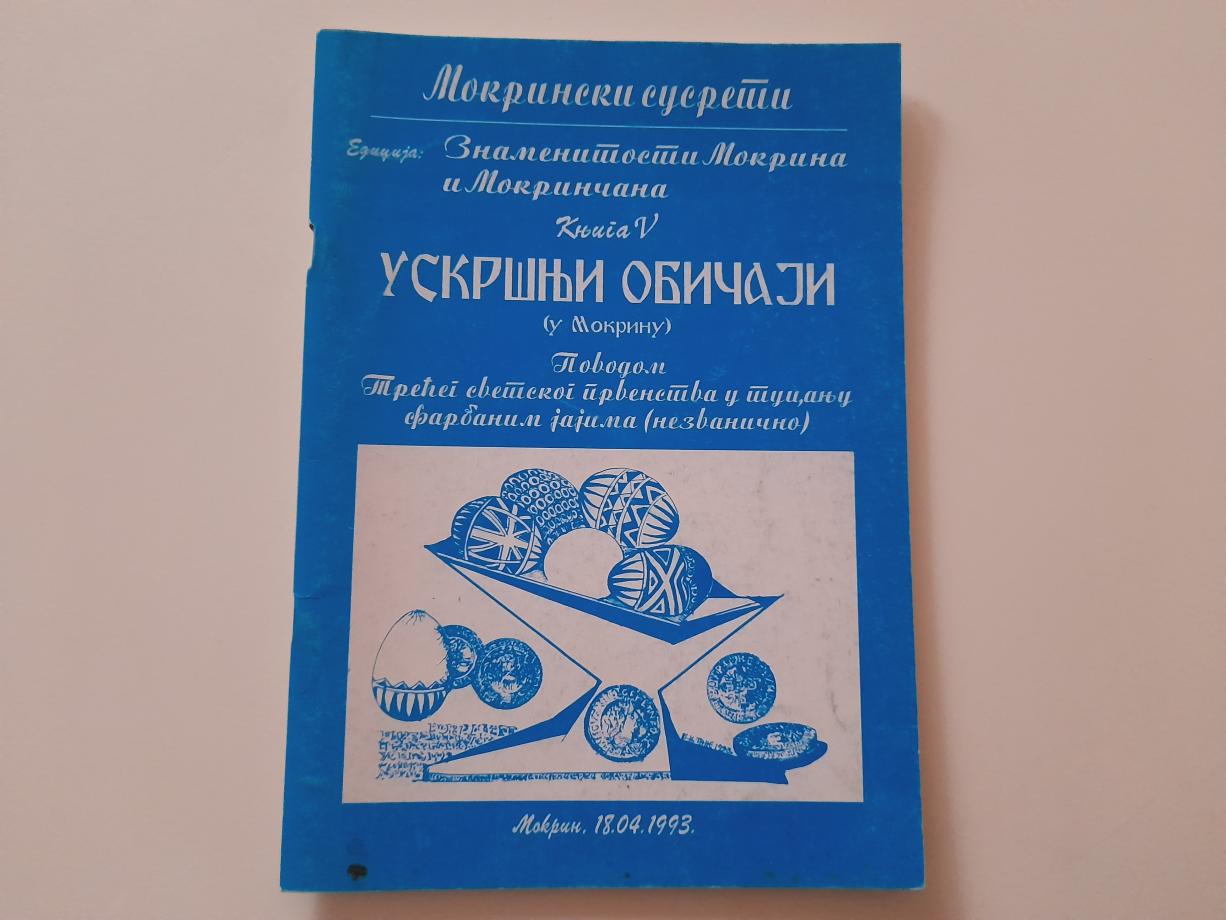 Мокрински сусрети
Едиција: Знаменитости Мокрина
и Мокринчана
Књига V
УСКРШЊИ ОБИЧАЈИ
(у Мокрину)
Поводом
Трећег светског првенства у туцању
фарбаним јајима (незванично)
Мокрин, 18.04.1993.